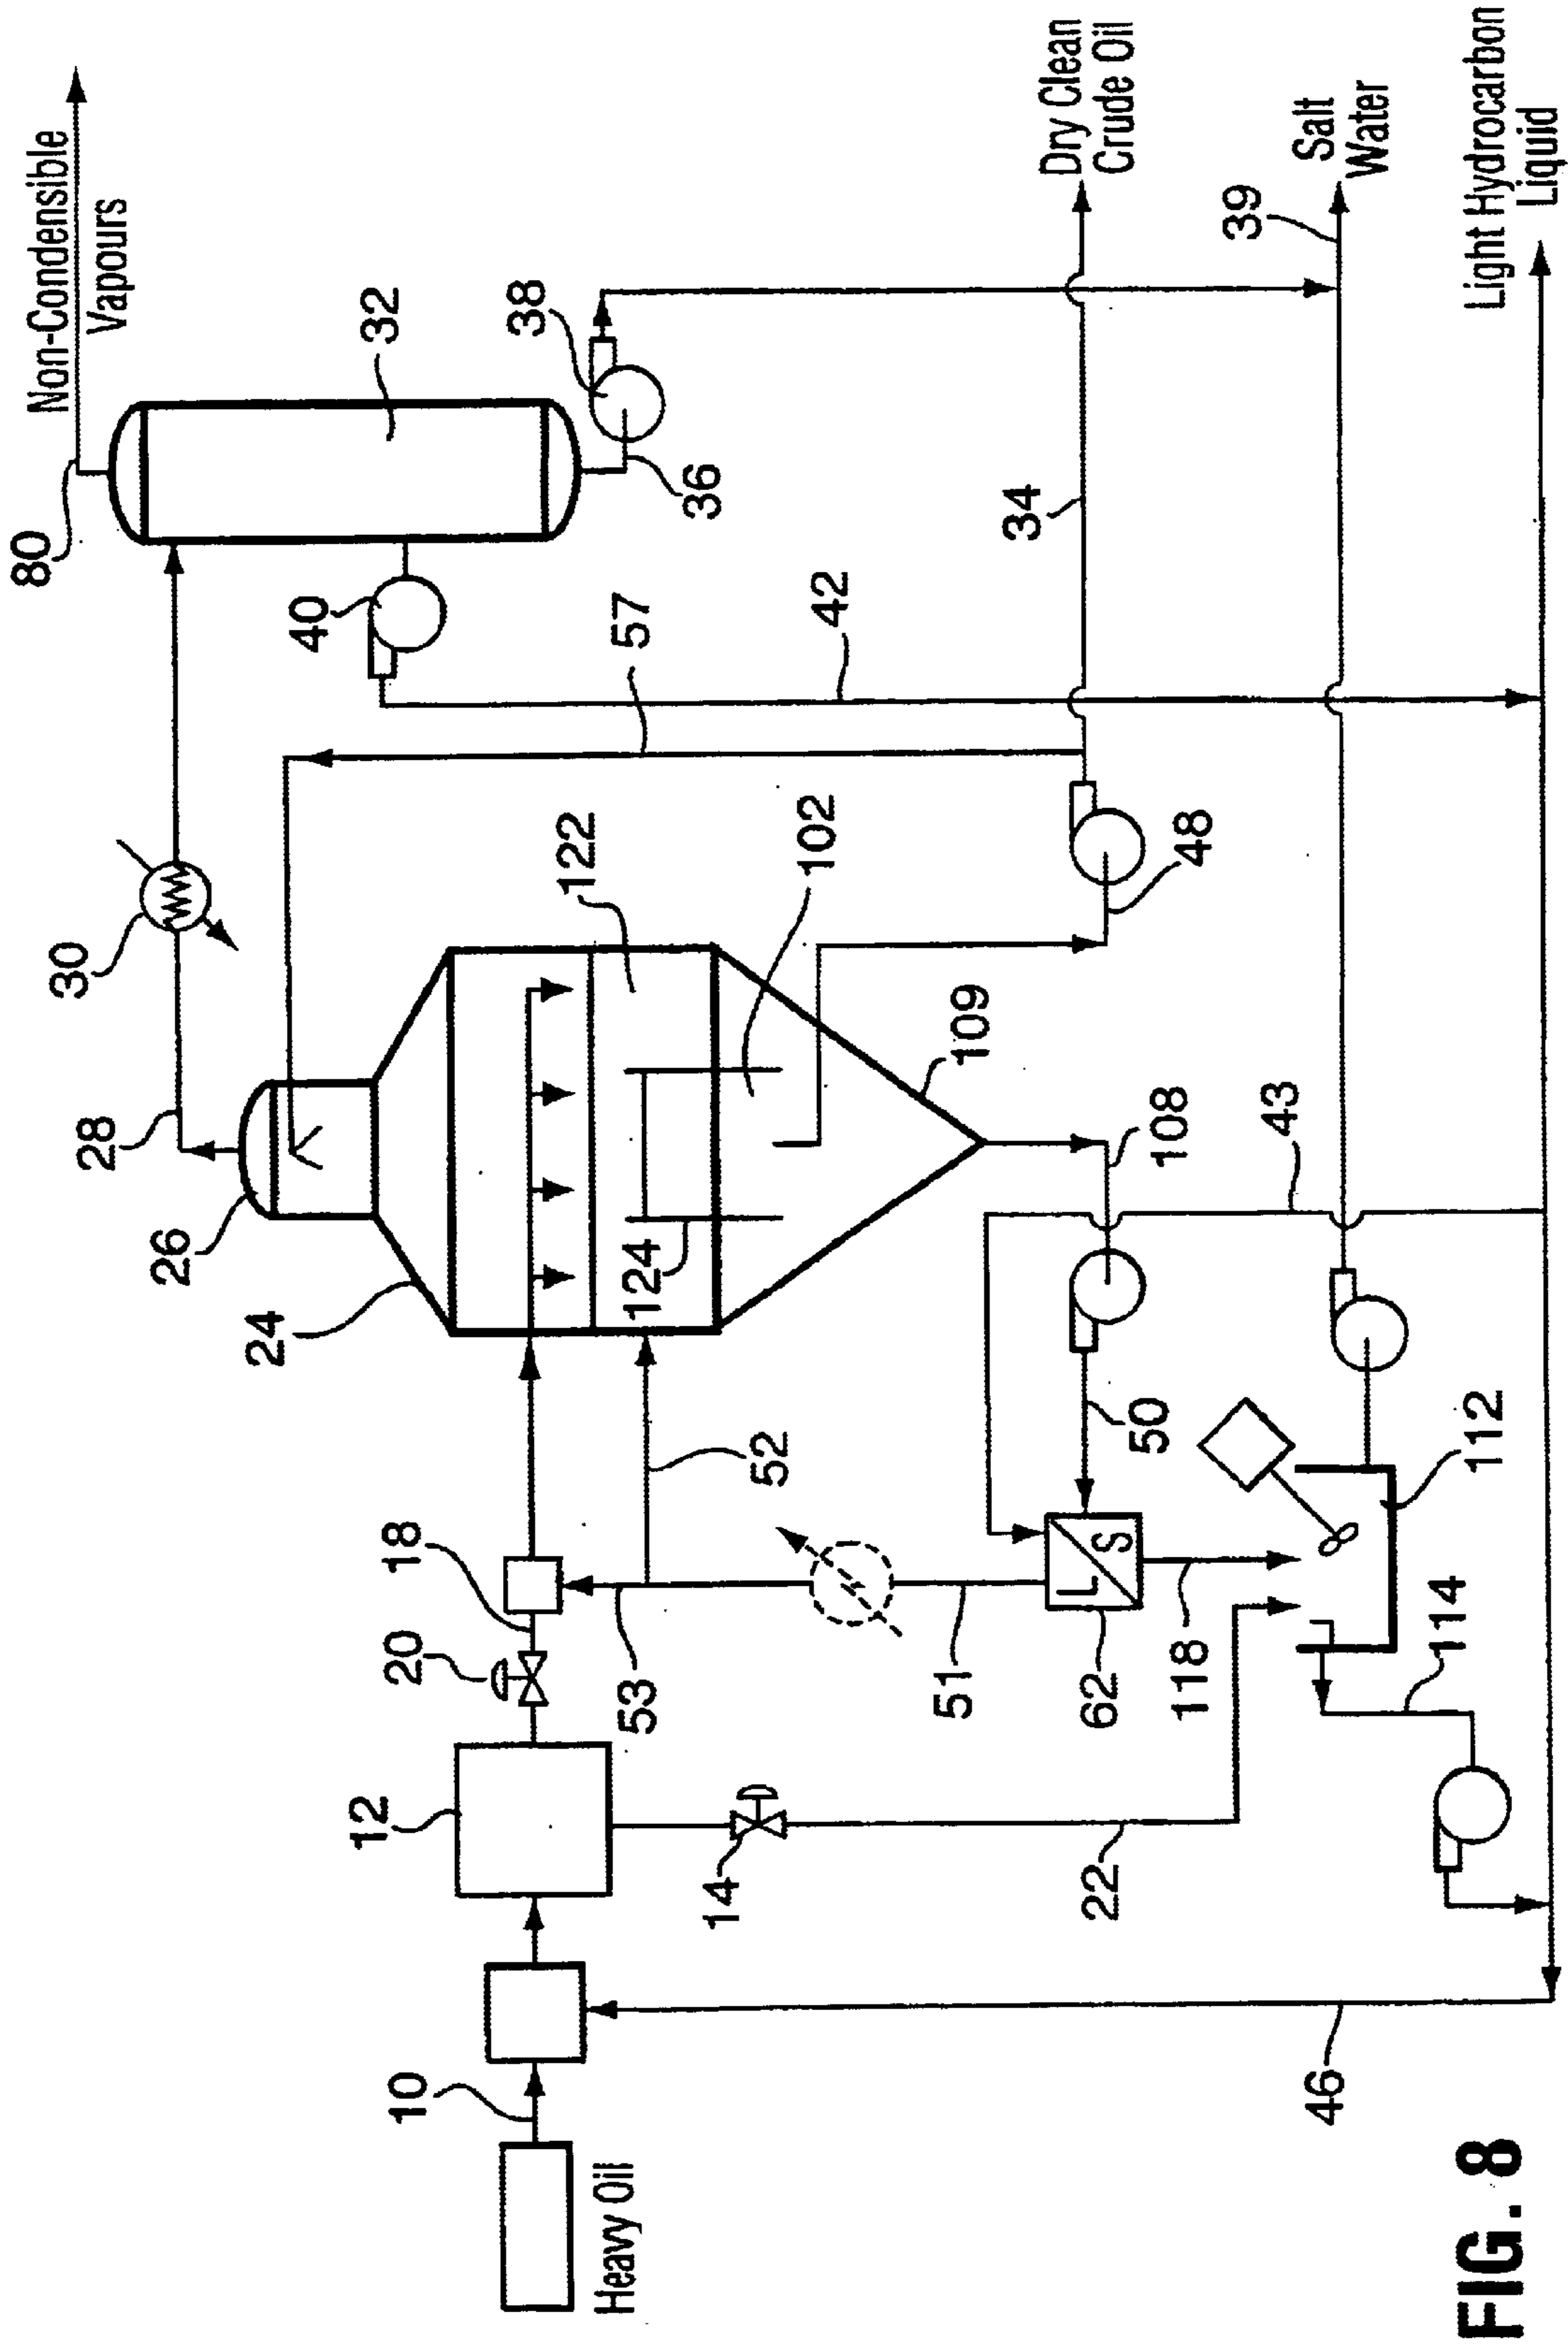 Non-Condensible
Vapours
80
32
38
36
40
57
42
34
Dry Clean
Crude Oil
39
Salt
Water
Light Hydrocarbon
Liquid
30
28
26
24
122
102
124
109
48
108
43
50
52
18
20
53
51
L
S
62
118
112
114
12
14
22
10
46
Heavy Oil
FIG. 8